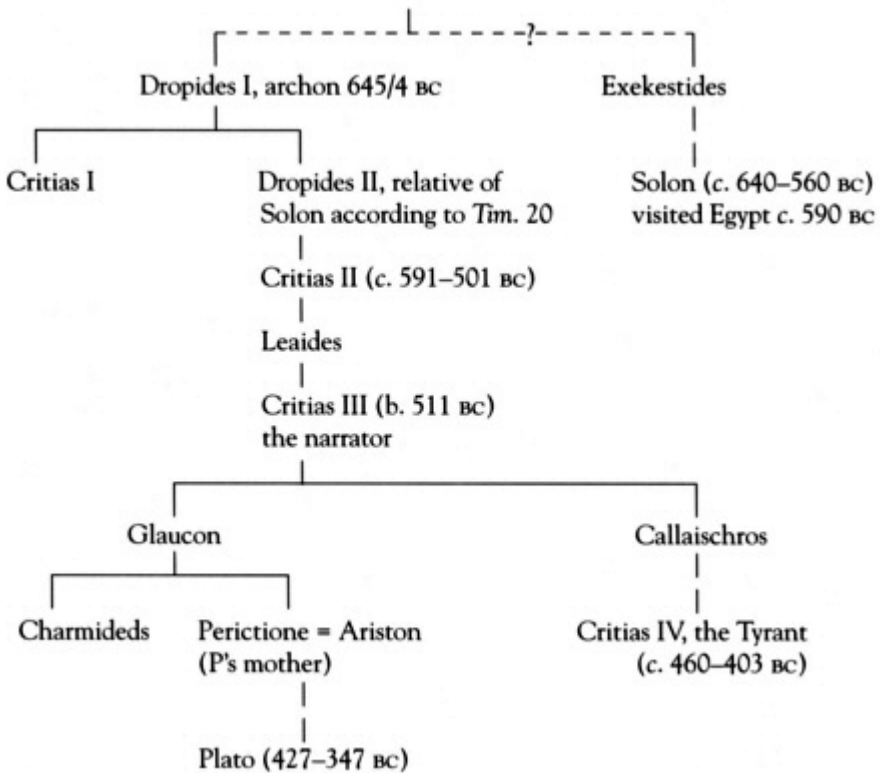 ?
Dropides I, archon 645/4 BC
Exekestides
Critias I
Dropides II, relative of
Solon according to Tim. 20
Solon (c. 640–560 BC)
visited Egypt c. 590 BC
Critias II (c. 591–501 BC)
Leaides
Critias III (b. 511 BC)
the narrator
Glaucon
Callaischros
Charmideds
Perictione = Ariston
(P's mother)
Critias IV, the Tyrant
(c. 460–403 BC)
Plato (427–347 BC)